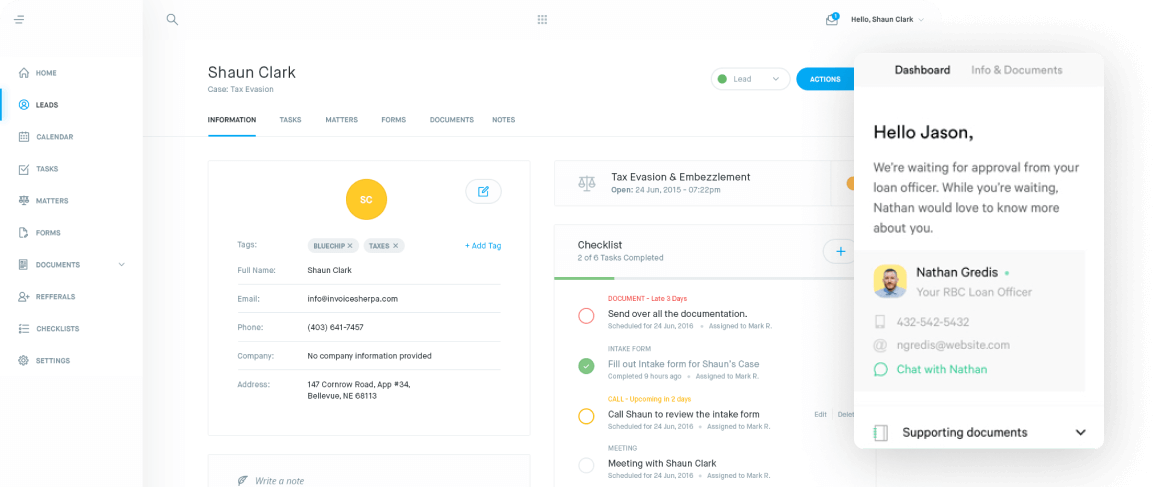 1
Hello, Shaun Clark
HOME
LEADS
CALENDAR
TASKS
MATTERS
FORMS
DOCUMENTS
REFFERALS
CHECKLISTS
SETTINGS
Shaun Clark
Case: Tax Evasion
Lead
ACTIONS
INFORMATION TASKS MATTERS FORMS DOCUMENTS NOTES
SC
Tags: BLUECHIP × TAXES × + Add Tag
Full Name: Shaun Clark
Email: info@invoicesherpa.com
Phone: (403) 641-7457
Company: No company information provided
Address: 147 Cornrow Road, App #34,
Bellevue, NE 68113
Write a note
Tax Evasion & Embezzlement
Open: 24 Jun, 2015 - 07:22pm
Checklist
2 of 6 Tasks Completed
DOCUMENT - Late 3 Days
Send over all the documentation.
Scheduled for 24 Jun, 2016 • Assigned to Mark R.
INTAKE FORM
Fill out Intake form for Shaun's Case
Completed 9 hours ago • Assigned to Mark R.
CALL - Upcoming in 2 days
Call Shaun to review the intake form
Edit
Scheduled for 24 Jun, 2016 • Assigned to Mark R.
MEETING
Meeting with Shaun Clark
Scheduled for 24 Jun, 2016 • Assigned to Mark R.
Dashboard Info & Documents
Hello Jason,
We're waiting for approval from your
loan officer. While you're waiting,
Nathan would love to know more
about you.
Nathan Gredis
Your RBC Loan Officer
432-542-5432
ngredis@website.com
Chat with Nathan
Supporting documents